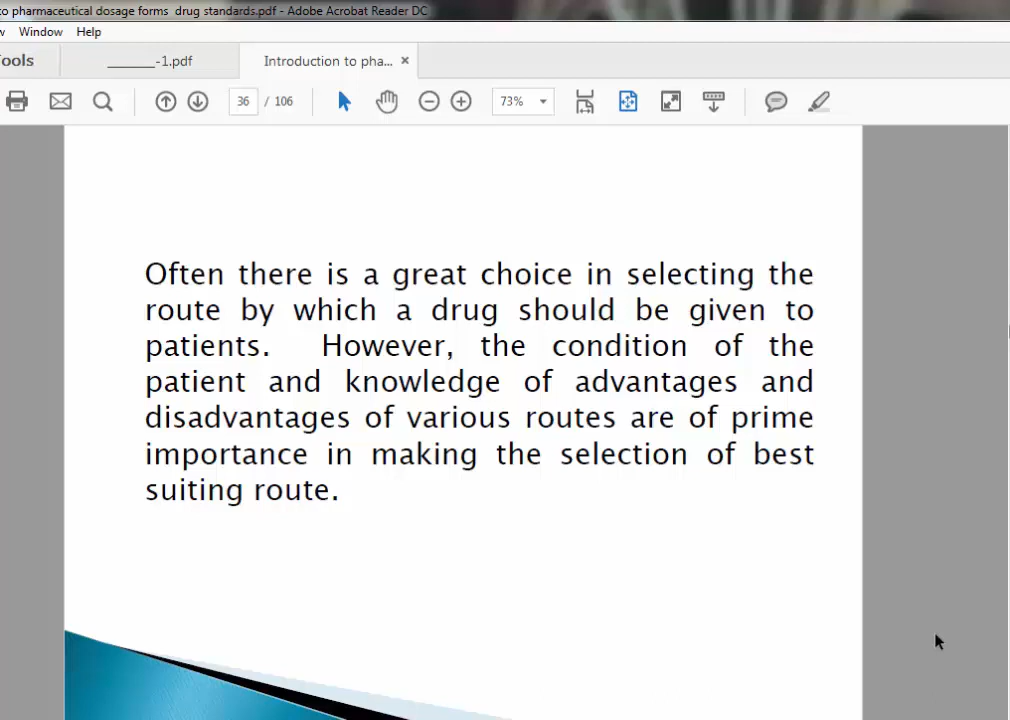 to pharmaceutical dosage forms drug standards.pdf - Adobe Acrobat Reader DC
Window Help
Tools
_______-1.pdf
Introduction to pha... ×
36 / 106
73%
Often there is a great choice in selecting the
route by which a drug should be given to
patients. However, the condition of the
patient and knowledge of advantages and
disadvantages of various routes are of prime
importance in making the selection of best
suiting route.